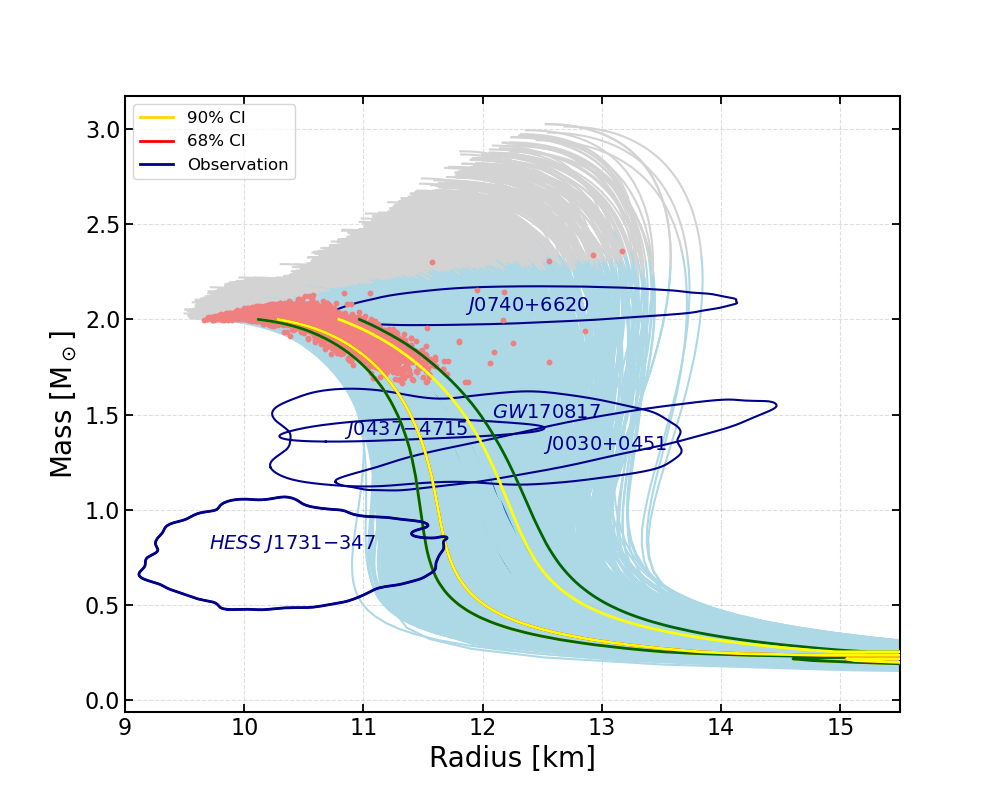 90% CI
68% CI
Observation
3.0
2.5
2.0
1.5
1.0
0.5
0.0
Mass [M⊙]
J0740+6620
GW170817
J0437−4715
J0030+0451
HESS J1731−347
9 10 11 12 13 14 15
Radius [km]